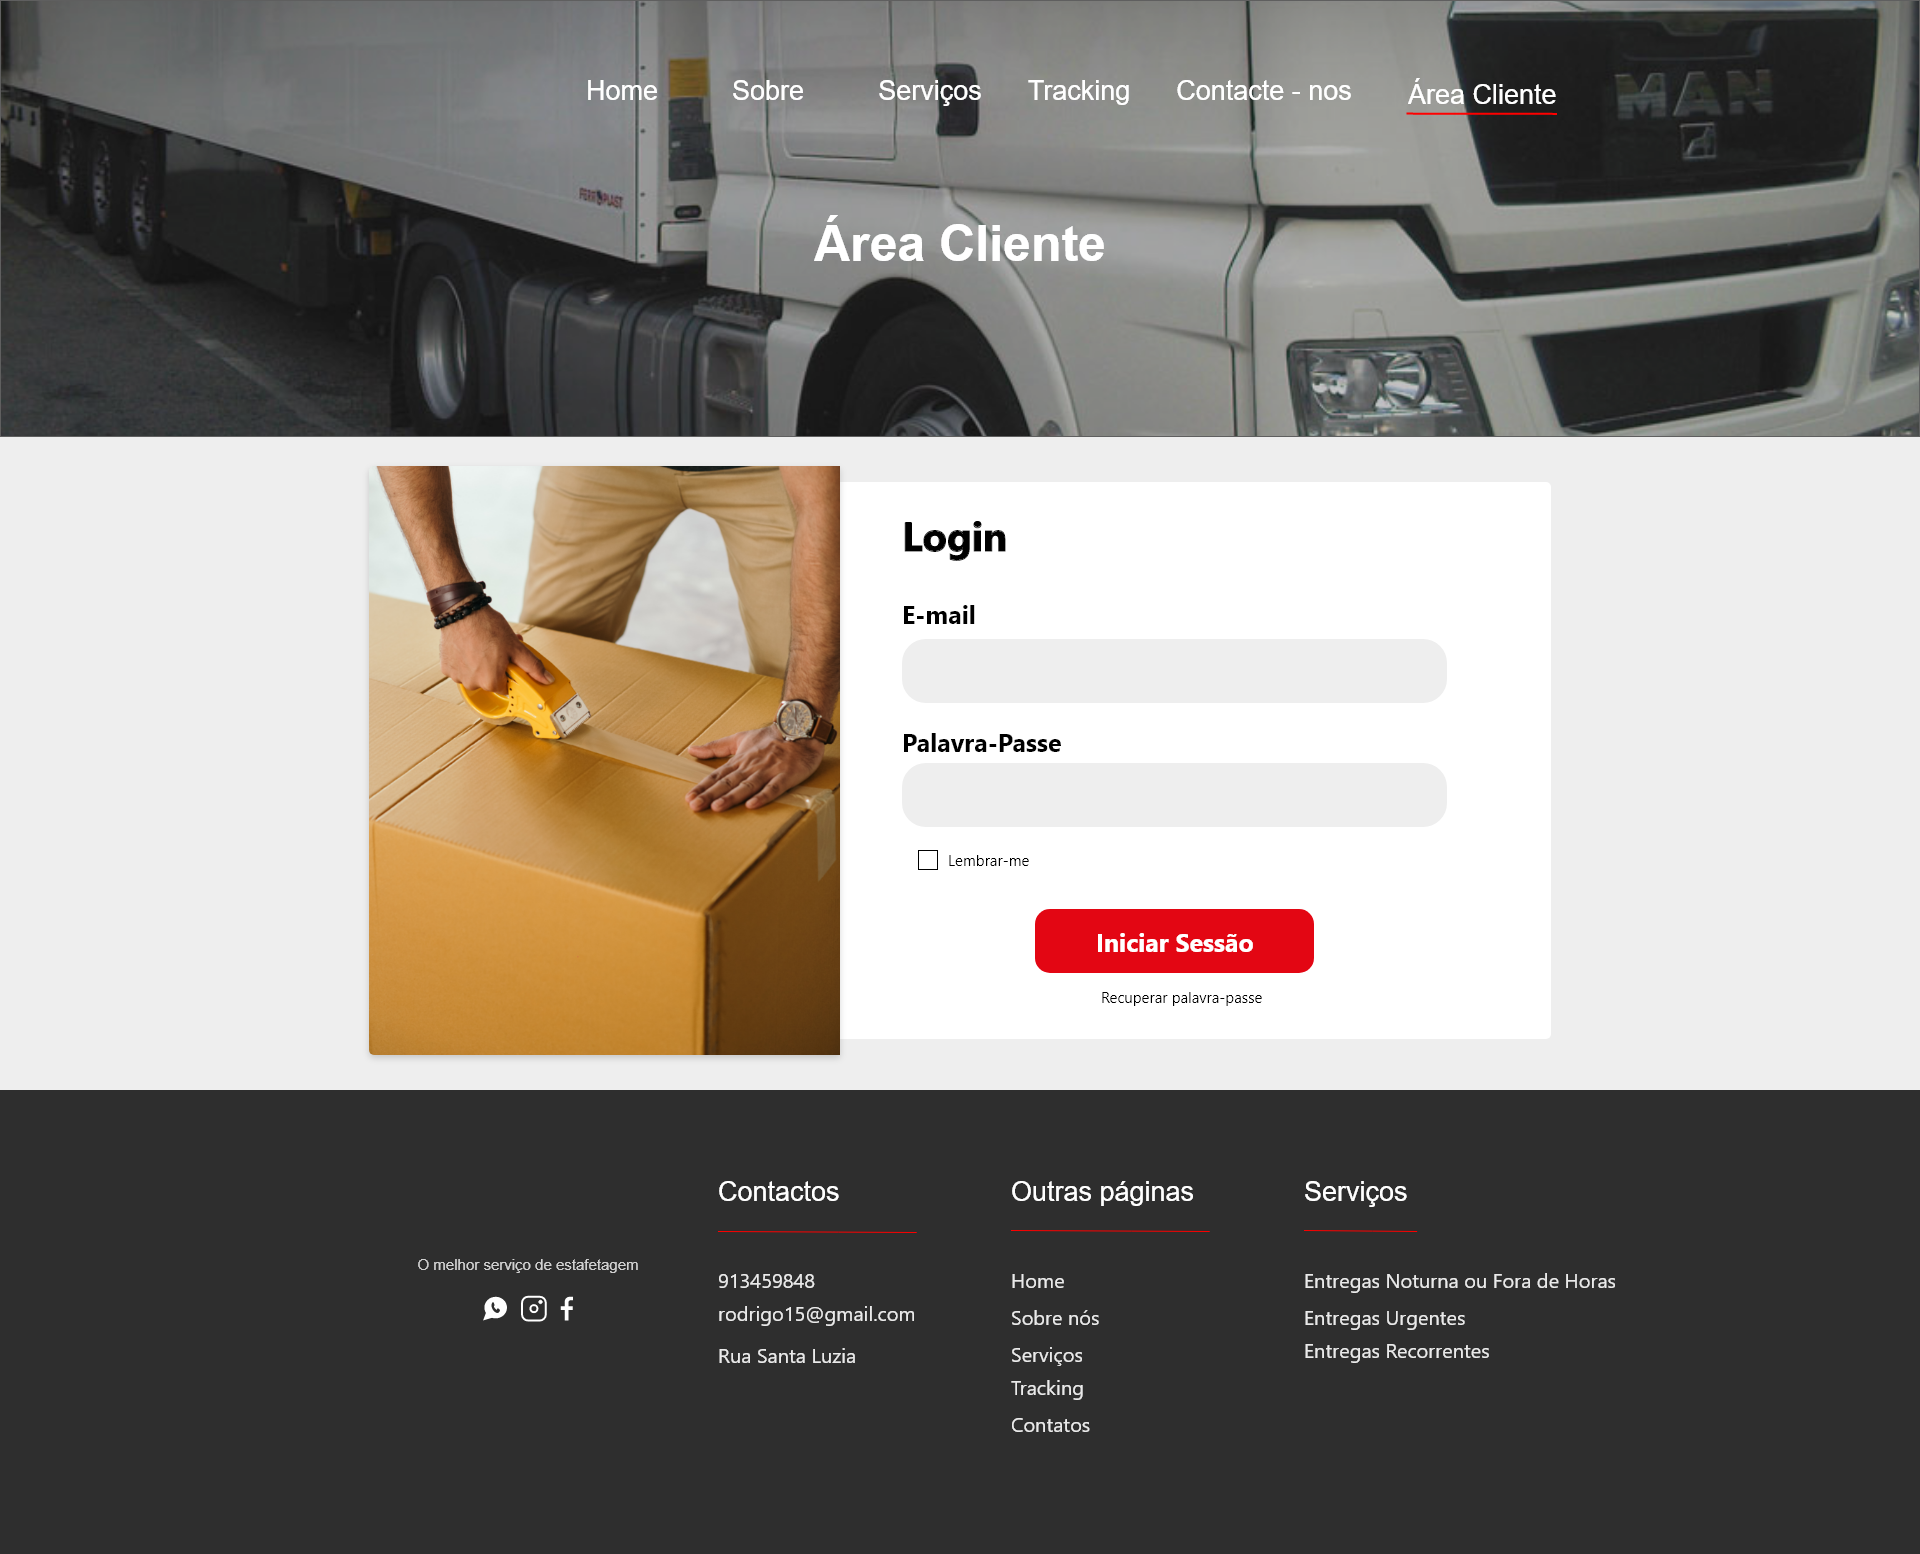 Home Sobre Serviços Tracking Contacte - nos Área Cliente
MAN
FERROPLAST
Área Cliente
Login
E-mail
Palavra-Passe
Lembrar-me
Iniciar Sessão
Recuperar palavra-passe
O melhor serviço de estafetagem
Contactos
913459848
rodrigo15@gmail.com
Rua Santa Luzia
Outras páginas
Home
Sobre nós
Serviços
Tracking
Contatos
Serviços
Entregas Noturna ou Fora de Horas
Entregas Urgentes
Entregas Recorrentes